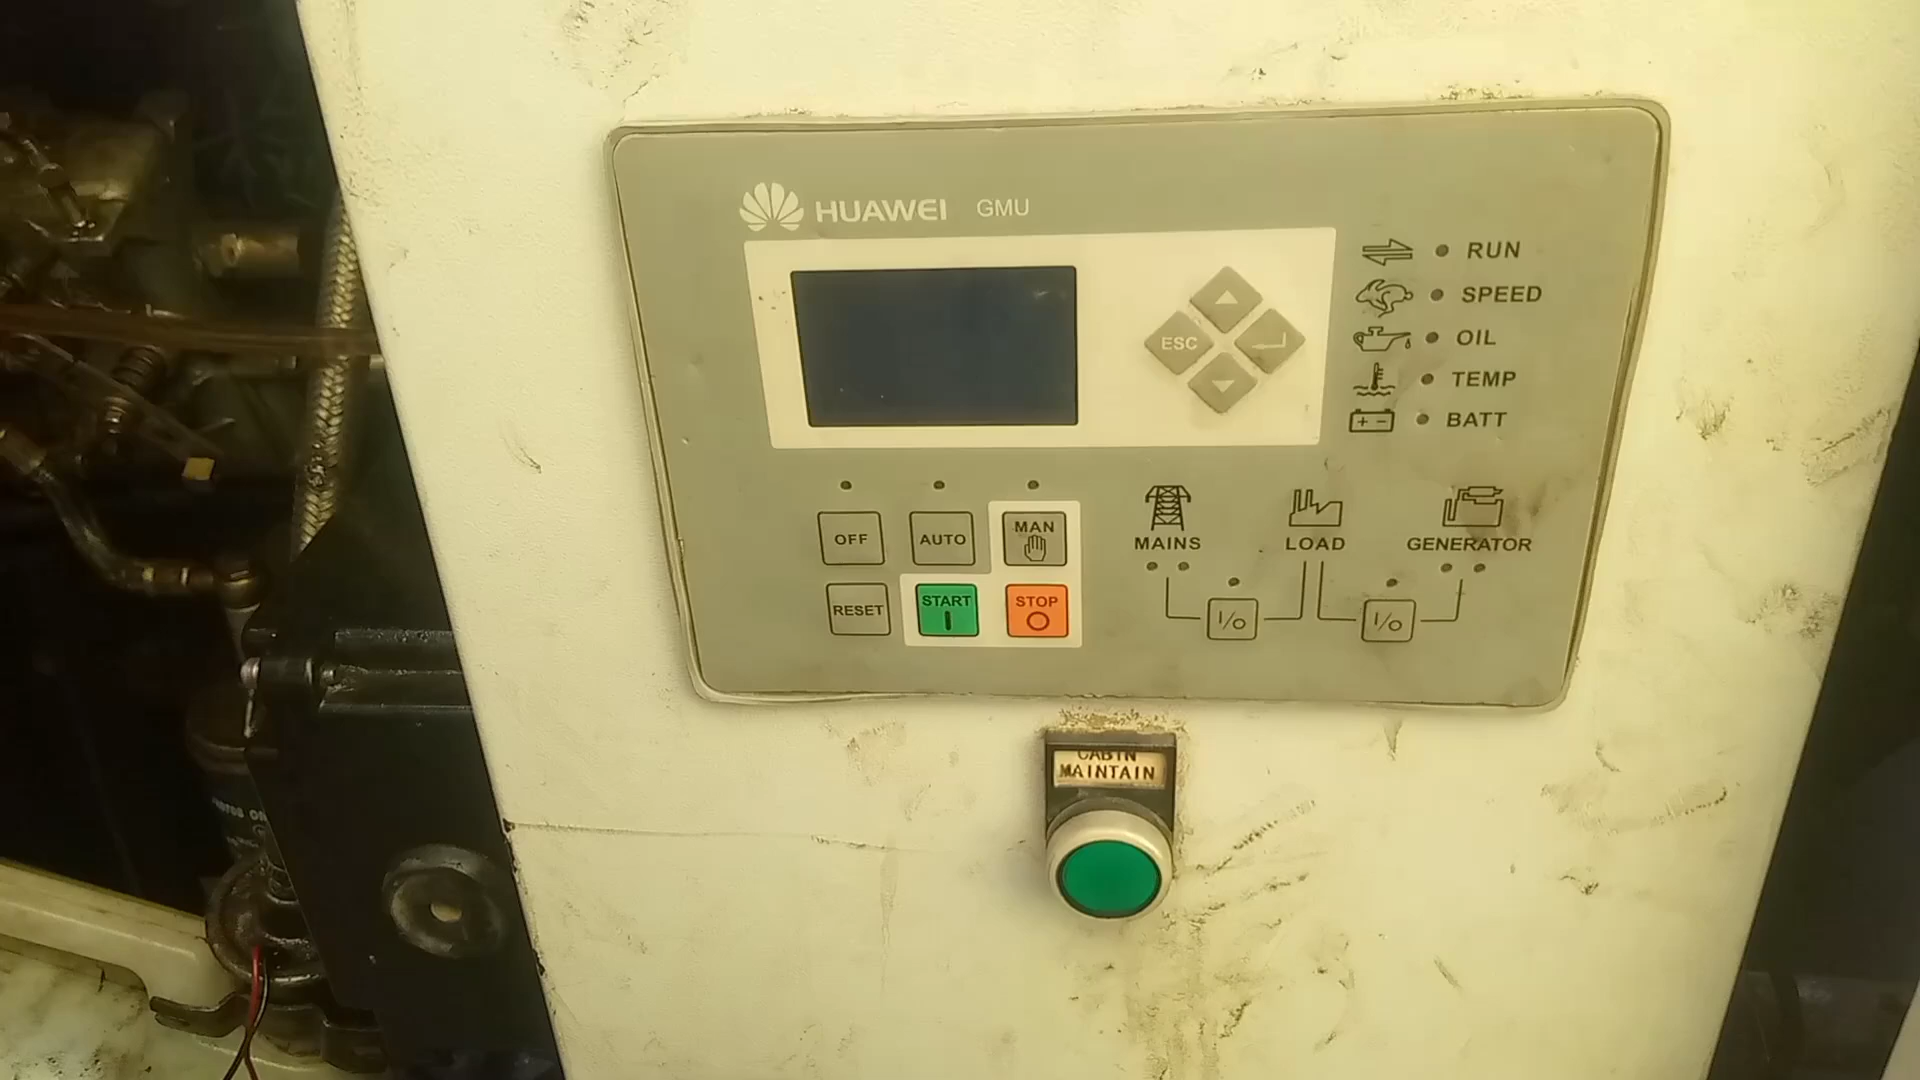 HUAWEI GMU
RUN
SPEED
ESC
OIL
TEMP
BATT
OFF
AUTO
MAN
MAINS
LOAD
GENERATOR
RESET
START
STOP
I/O
I/O
CABIN
MAINTAIN